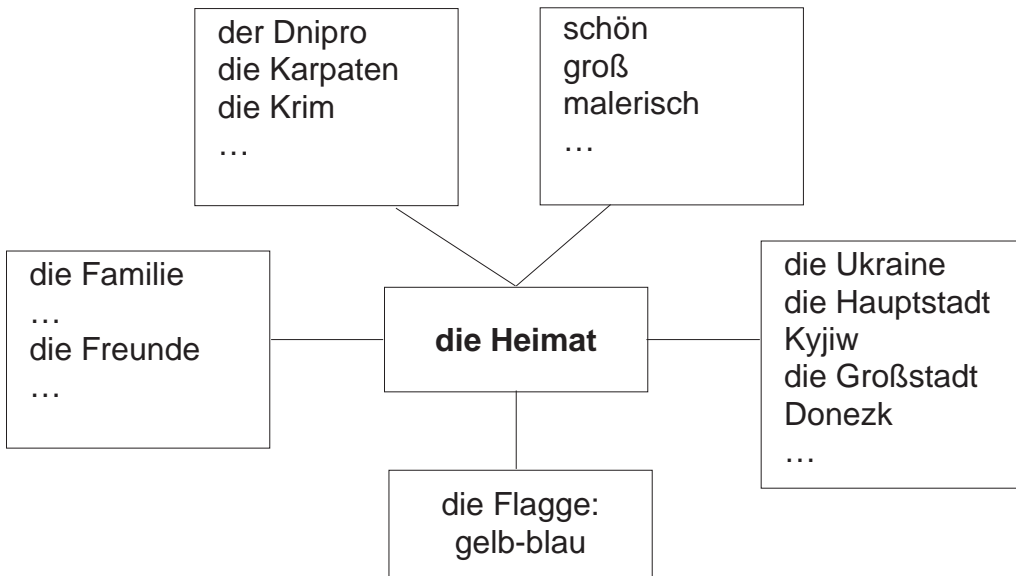 der Dnipro
die Karpaten
die Krim
…
schön
groß
malerisch
…
die Familie
…
die Freunde
…
die Heimat
die Ukraine
die Hauptstadt
Kyjiw
die Großstadt
Donezk
…
die Flagge:
gelb-blau